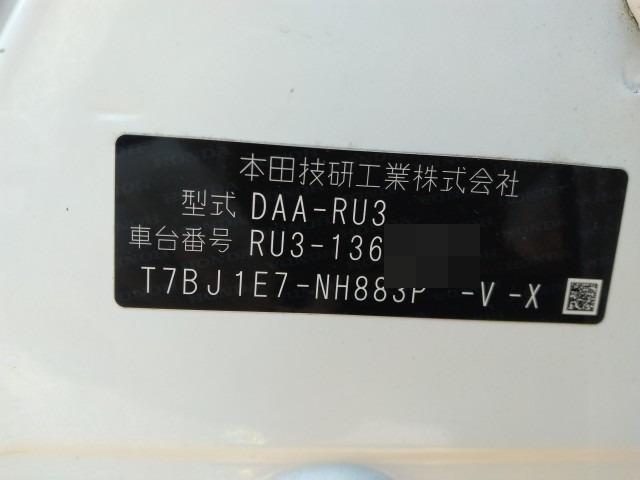 本田技研工業株式会社
型式 DAA-RU3
車台番号 RU3-136
T7BJ1E7-NH883P -V -X